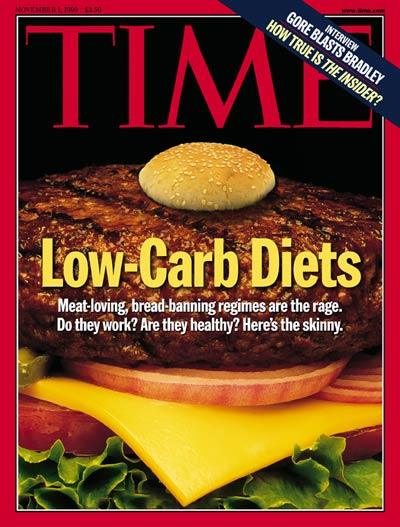 NOVEMBER 1, 1999 $3.50
www.time.com
INTERVIEW
GORE BLASTS BRADLEY
HOW TRUE IS THE INSIDER?
TIME
Low-Carb Diets
Meat-loving, bread-banning regimes are the rage.
Do they work? Are they healthy? Here's the skinny.